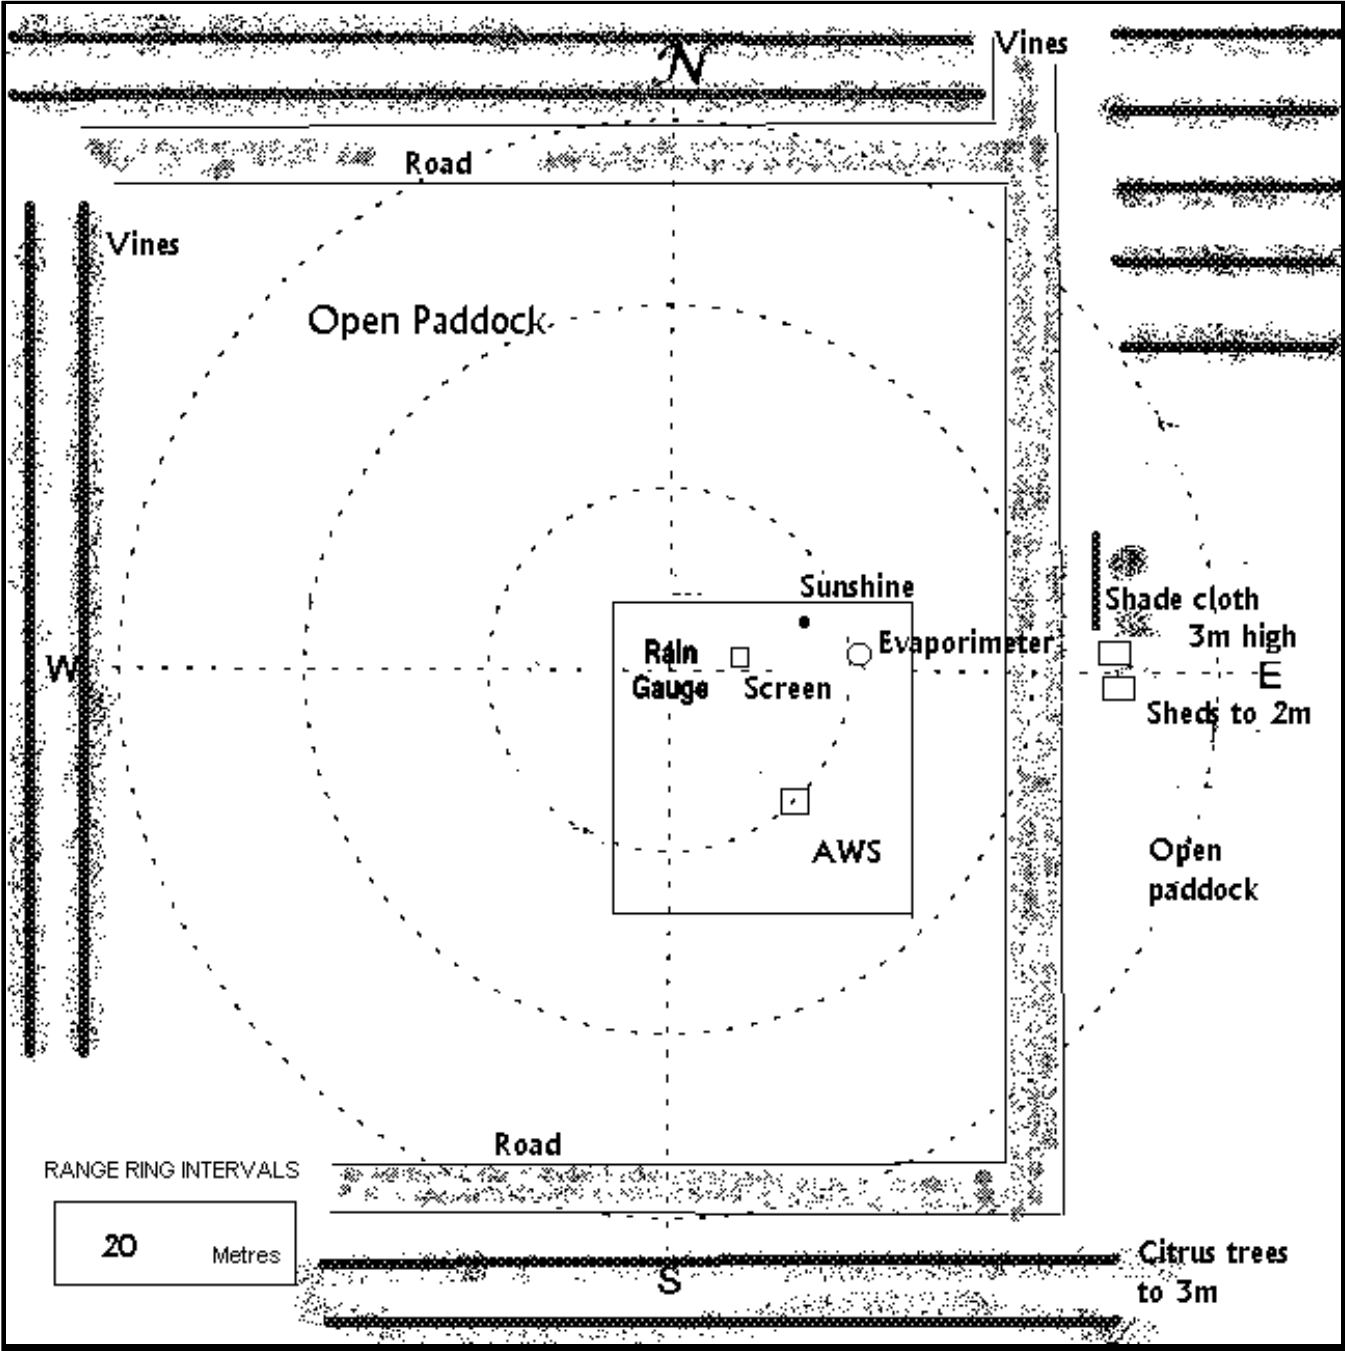 N
Vines
Road
Vines
Open Paddock
Sunshine
Shade cloth
3m high
Rain
Gauge
Evaporimeter
W
Screen
E
Sheds to 2m
AWS
Open
paddock
Road
RANGE RING INTERVALS
20 Metres
Citrus trees
to 3m
S